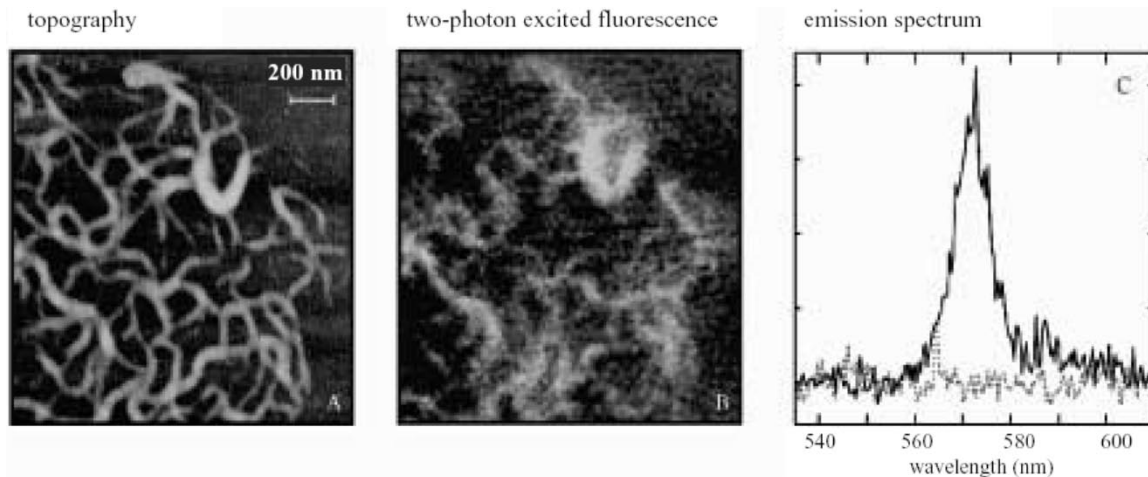 topography
two-photon excited fluorescence
emission spectrum
200 nm
A
B
C
540 560 580 600
wavelength (nm)